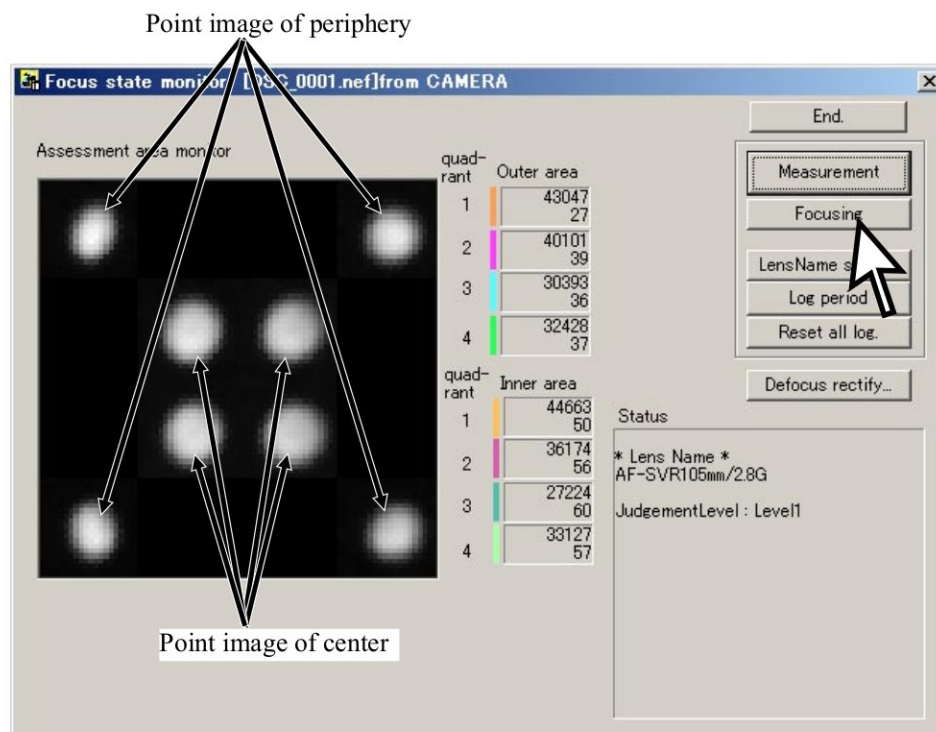 Point image of periphery
Focus state monitor [DSC_0001.nef]from CAMERA
End.
Assessment area monitor
quad-
rant
Outer area
Measurement
1
43047
27
Focusing
2
40101
39
LensName s
3
30393
36
Log period
4
32428
37
Reset all log.
quad-
rant
Inner area
Defocus rectify...
1
44663
50
Status
2
36174
56
* Lens Name *
AF-SVR105mm/2.8G
3
27224
60
JudgementLevel : Level1
4
33127
57
Point image of center